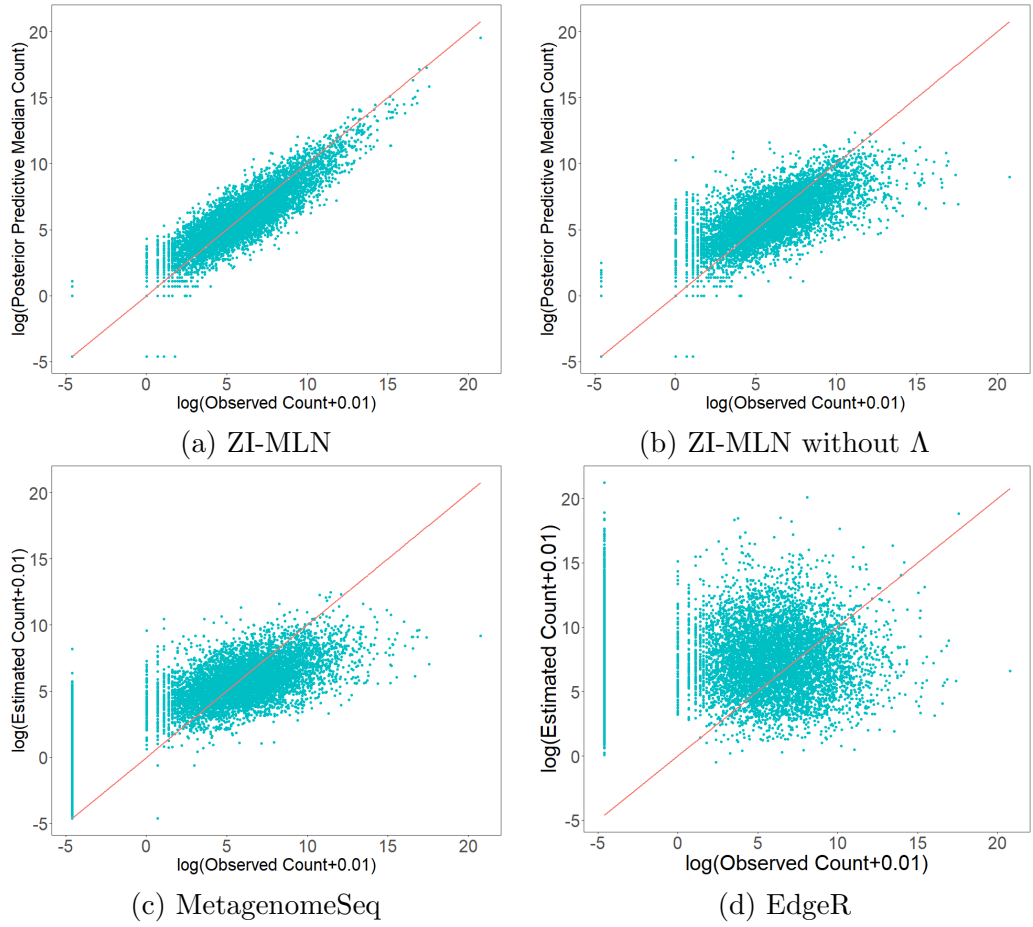 log(Posterior Predictive Median Count)
20
15
10
5
0
-5
-5 0 5 10 15 20
log(Observed Count+0.01)
(a) ZI-MLN
log(Posterior Predictive Median Count)
20
15
10
5
0
-5
-5 0 5 10 15 20
log(Observed Count+0.01)
(b) ZI-MLN without Λ
log(Estimated Count+0.01)
20
15
10
5
0
-5
-5 0 5 10 15 20
log(Observed Count+0.01)
(c) MetagenomeSeq
log(Estimated Count+0.01)
20
15
10
5
0
-5
-5 0 5 10 15 20
log(Observed Count+0.01)
(d) EdgeR